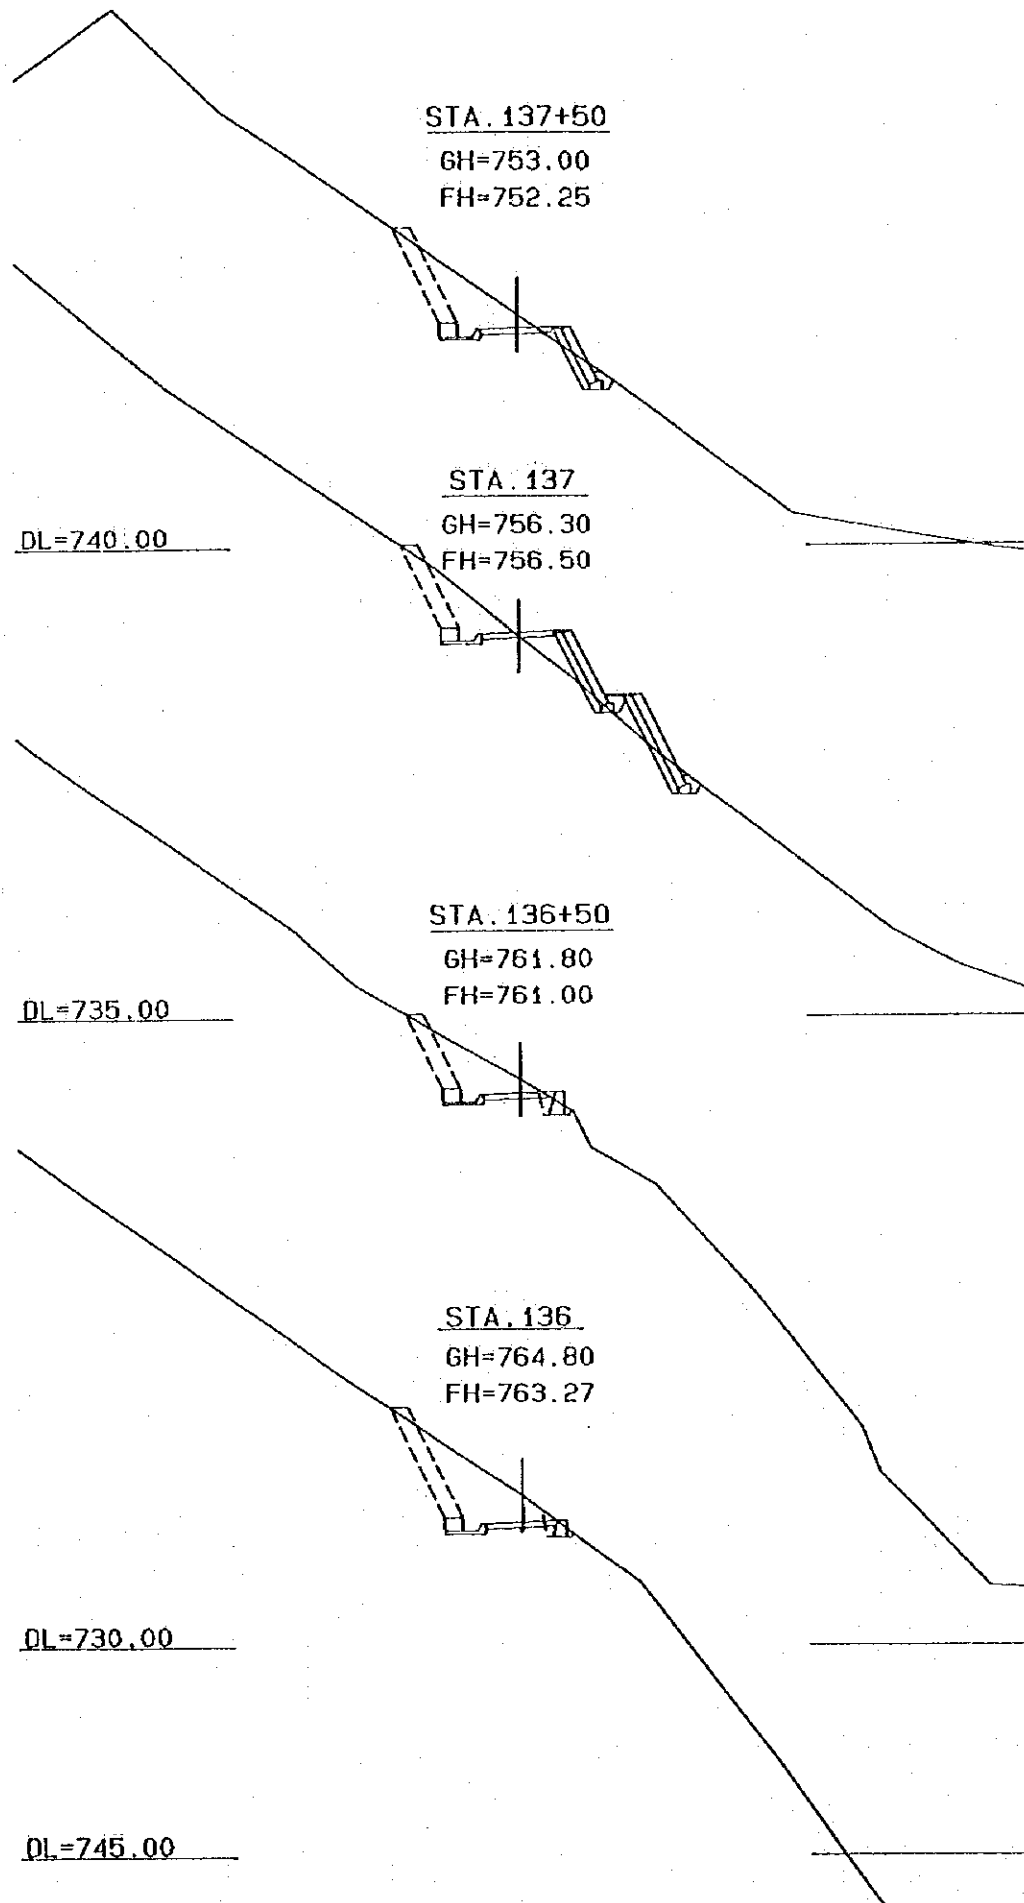 STA. 137+50
GH=753.00
FH=752.25
STA. 137
GH=756.30
FH=756.50
DL=740.00
STA. 136+50
GH=761.80
FH=761.00
DL=735.00
STA. 136
GH=764.80
FH=763.27
DL=730.00
DL=745.00